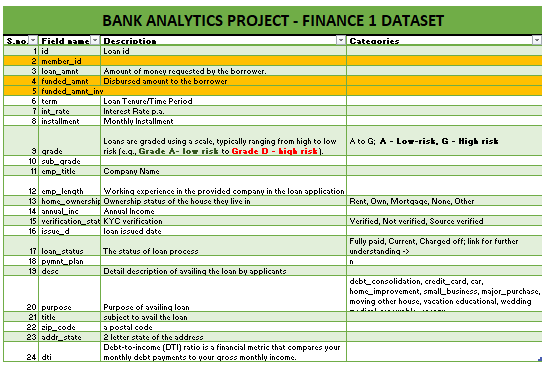 BANK ANALYTICS PROJECT - FINANCE 1 DATASET
S.no. Field name Description Categories
1 id Loan id
2 member_id
3 loan_amnt Amount of money requested by the borrower.
4 funded_amnt Disbursed amount to the borrower
5 funded_amnt_inv
6 term Loan Tenure/Time Period
7 int_rate Interest Rate p.a.
8 installment Monthly Installment
Loans are graded using a scale, typically ranging from high to low
9 grade risk (e.g., Grade A- low risk to Grade D - high risk). A to G; A - Low-risk, G - High risk
10 sub_grade
11 emp_title Company Name
12 emp_length Working experience in the provided company in the loan application
13 home_ownership Ownership status of the house they live in Rent, Own, Mortgage, None, Other
14 annual_inc Annual Income
15 verification_stat KYC verification Verified, Not verified, Source verified
16 issue_d loan issued date
Fully paid, Current, Charged off; link for further
17 loan_status The status of loan process understanding ->
18 pymnt_plan n
19 desc Detail description of availing the loan by applicants
debt_consolidation, credit_card, car,
home_improvement, small_business, major_purchase,
moving other house, vacation educational, wedding
20 purpose Purpose of availing loan
21 title subject to avail the loan
22 zip_code a postal code
23 addr_state 2 letter state of the address
Debt-to-income (DTI) ratio is a financial metric that compares your
24 dti monthly debt payments to your gross monthly income.